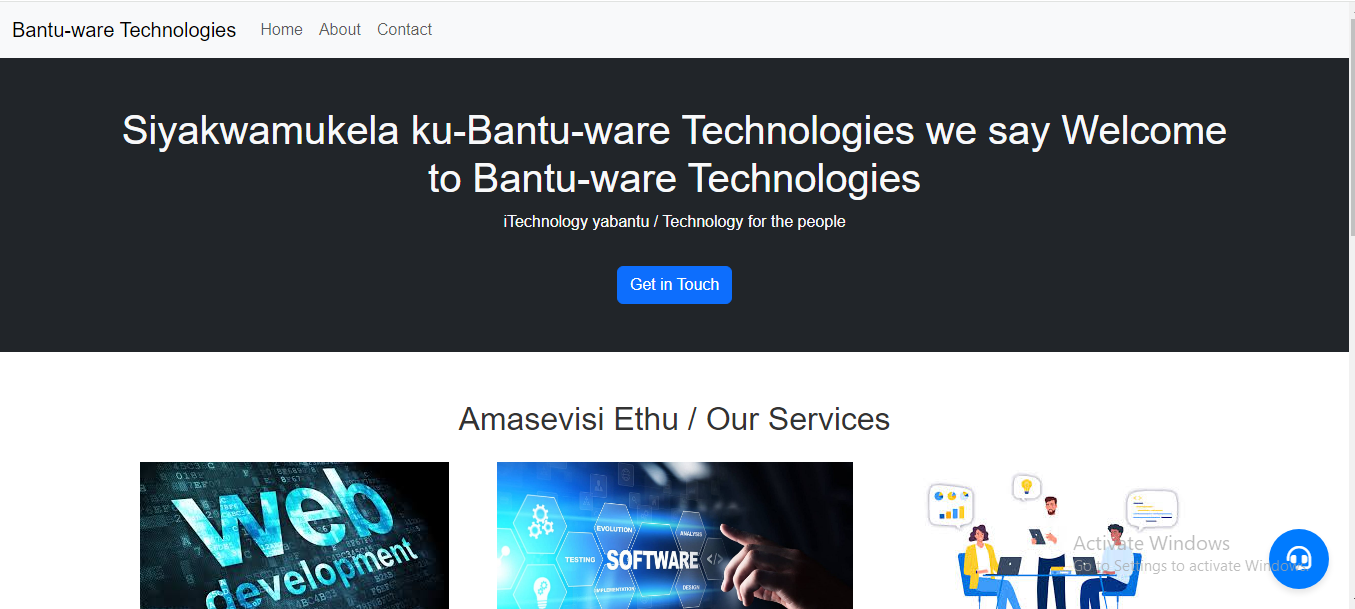 Bantu-ware Technologies Home About Contact
Siyakwamukela ku-Bantu-ware Technologies we say Welcome
to Bantu-ware Technologies
iTechnology yabantu / Technology for the people
Get in Touch
Amasevisi Ethu / Our Services
web
development
EVOLUTION
ANALYSIS
TESTING
SOFTWARE
</>
IMPLEMENTATION
DESIGN
Activate Windows
Go to Settings to activate Windows.